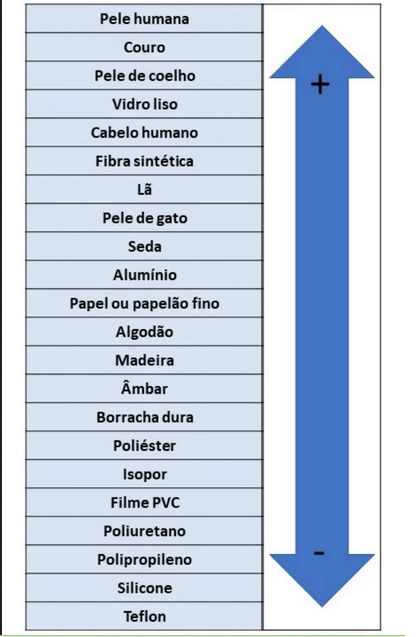 Pele humana
Couro
Pele de coelho
Vidro liso
Cabelo humano
Fibra sintética
Lã
Pele de gato
Seda
Alumínio
Papel ou papelão fino
Algodão
Madeira
Âmbar
Borracha dura
Poliéster
Isopor
Filme PVC
Poliuretano
Polipropileno
Silicone
Teflon
+
-